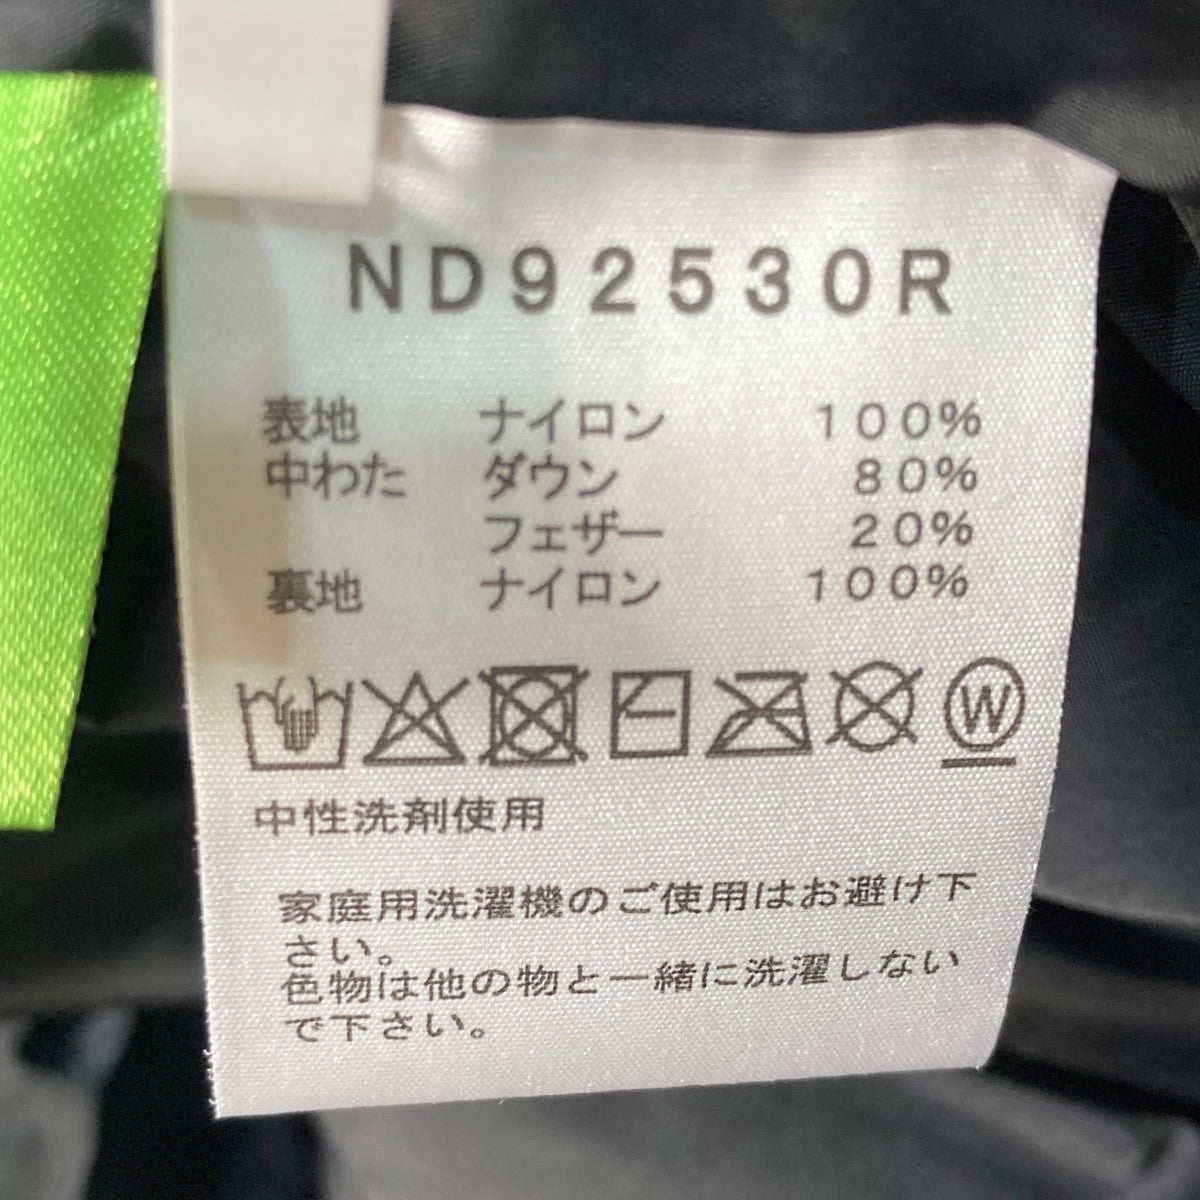 ND92530R
表地 ナイロン 100%
中わた ダウン 80%
フェザー 20%
裏地 ナイロン 100%
W
中性洗剤使用
家庭用洗濯機のご使用はお避け下
さい。
色物は他の物と一緒に洗濯しない
で下さい。